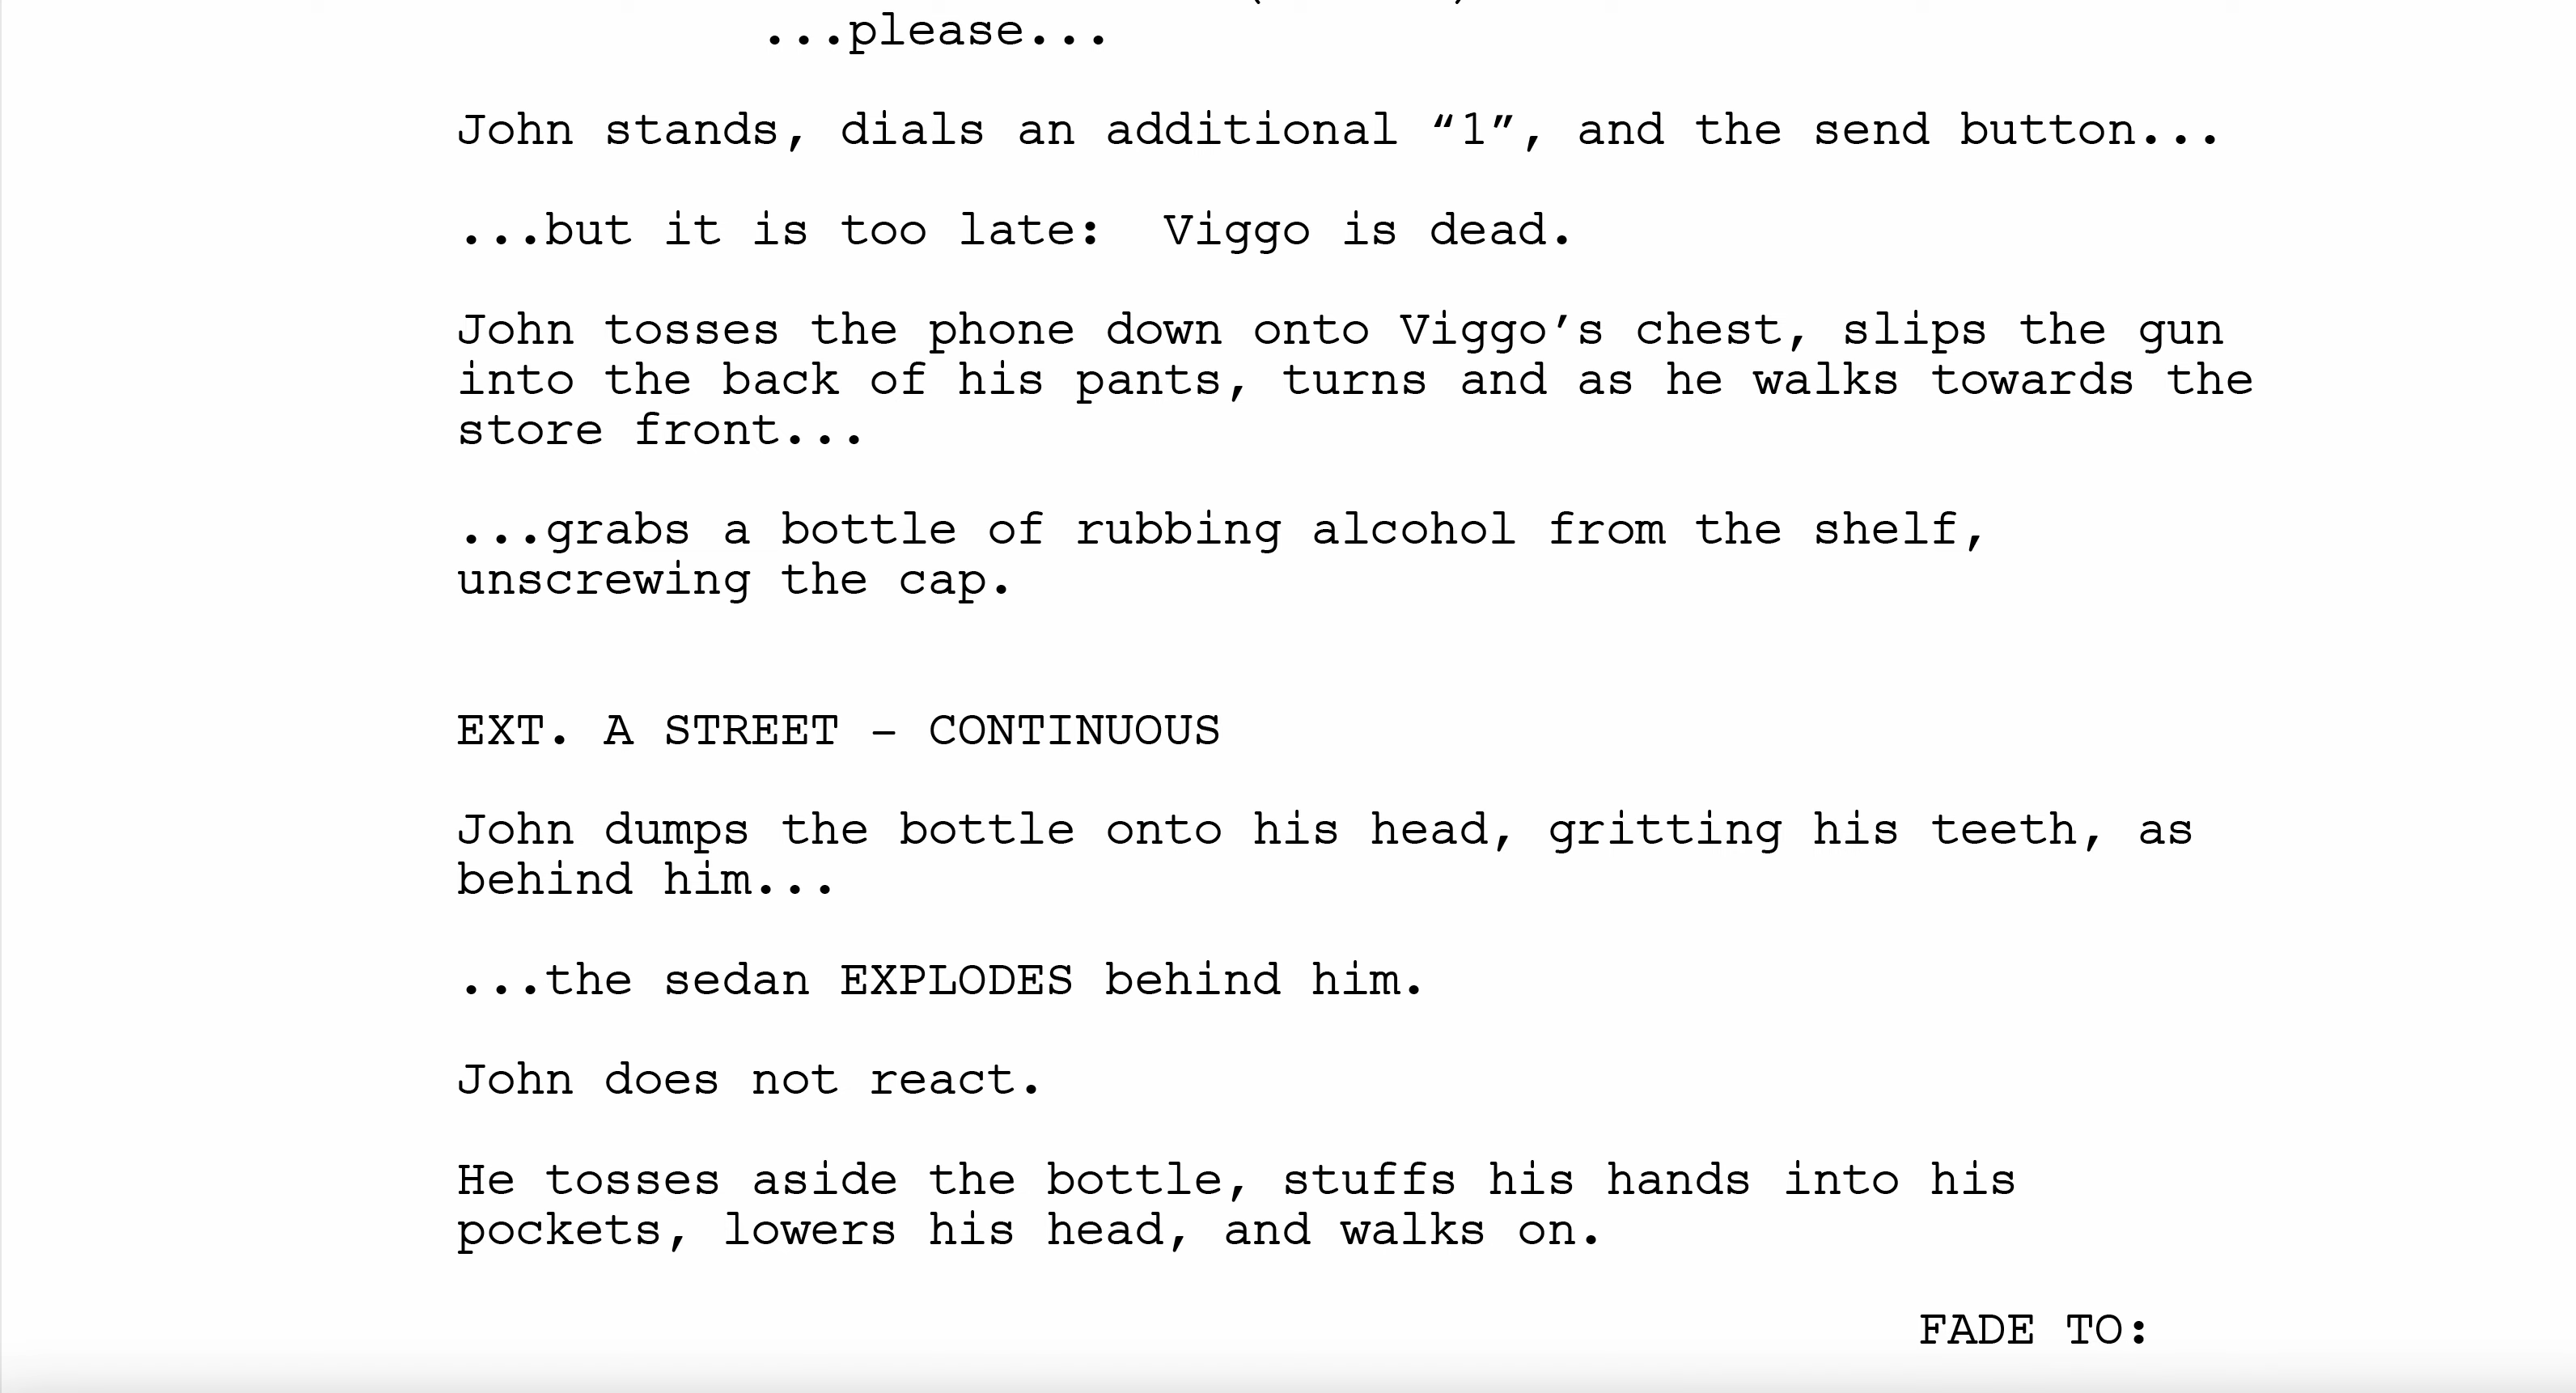 ...please...
John stands, dials an additional “1”, and the send button...
...but it is too late:  Viggo is dead.
John tosses the phone down onto Viggo’s chest, slips the gun
into the back of his pants, turns and as he walks towards the
store front...
...grabs a bottle of rubbing alcohol from the shelf,
unscrewing the cap.
EXT. A STREET – CONTINUOUS
John dumps the bottle onto his head, gritting his teeth, as
behind him...
...the sedan EXPLODES behind him.
John does not react.
He tosses aside the bottle, stuffs his hands into his
pockets, lowers his head, and walks on.
FADE TO: